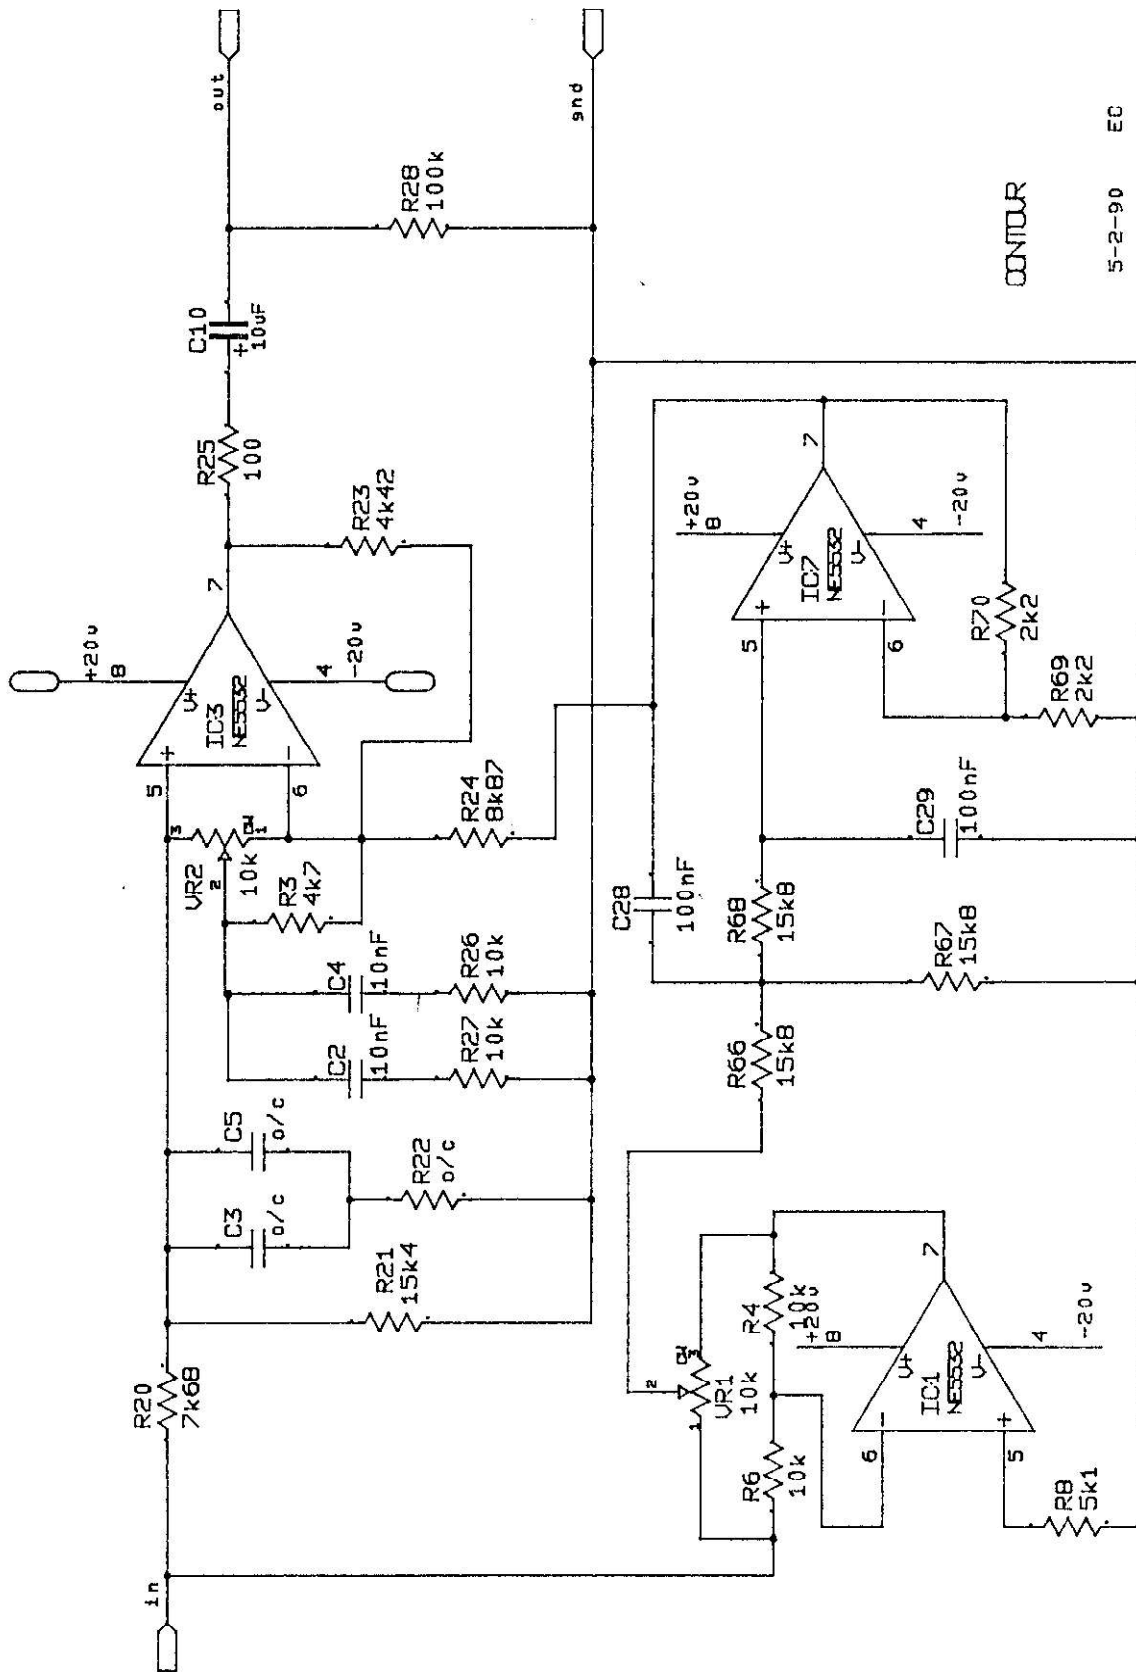 in
R20
7k68
R21
15k4
C3
o/c
C5
o/c
R22
o/c
C2
10nF
R27
10k
C4
10nF
R26
10k
R3
4k7
VR2
10k
2
3
CW
1
5
6
+
-
IC3
NE5532
V+
V-
+20v
8
4
-20v
7
R24
8k87
R23
4k42
R25
100
C10
+
10uF
R28
100k
out
gnd
VR1
10k
1
2
3
CW
R6
10k
R4
10k
+20v
8
6
5
-
+
IC1
NE5532
V+
V-
4
-20v
7
R8
5k1
R66
15k8
R67
15k8
R68
15k8
C28
100nF
C29
100nF
5
6
+
-
IC7
NE5532
V+
V-
+20v
8
4
-20v
7
R69
2k2
R70
2k2
CONTOUR
5-2-90 EC